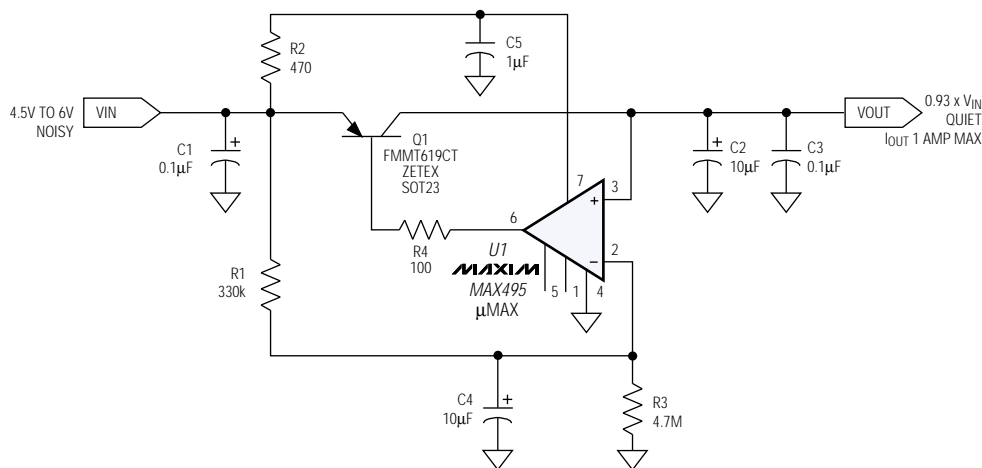 R2
470
C5
1µF
4.5V TO 6V
NOISY
VIN
C1
+
0.1µF
Q1
FMMT619CT
ZETEX
SOT23
VOUT
0.93 x VIN
QUIET
IOUT 1 AMP MAX
+
C2
10µF
C3
0.1µF
7
3
+
6
R4
100
U1
MAXIM
MAX495
µMAX
2
–
5
1
4
R1
330k
C4
+
10µF
R3
4.7M